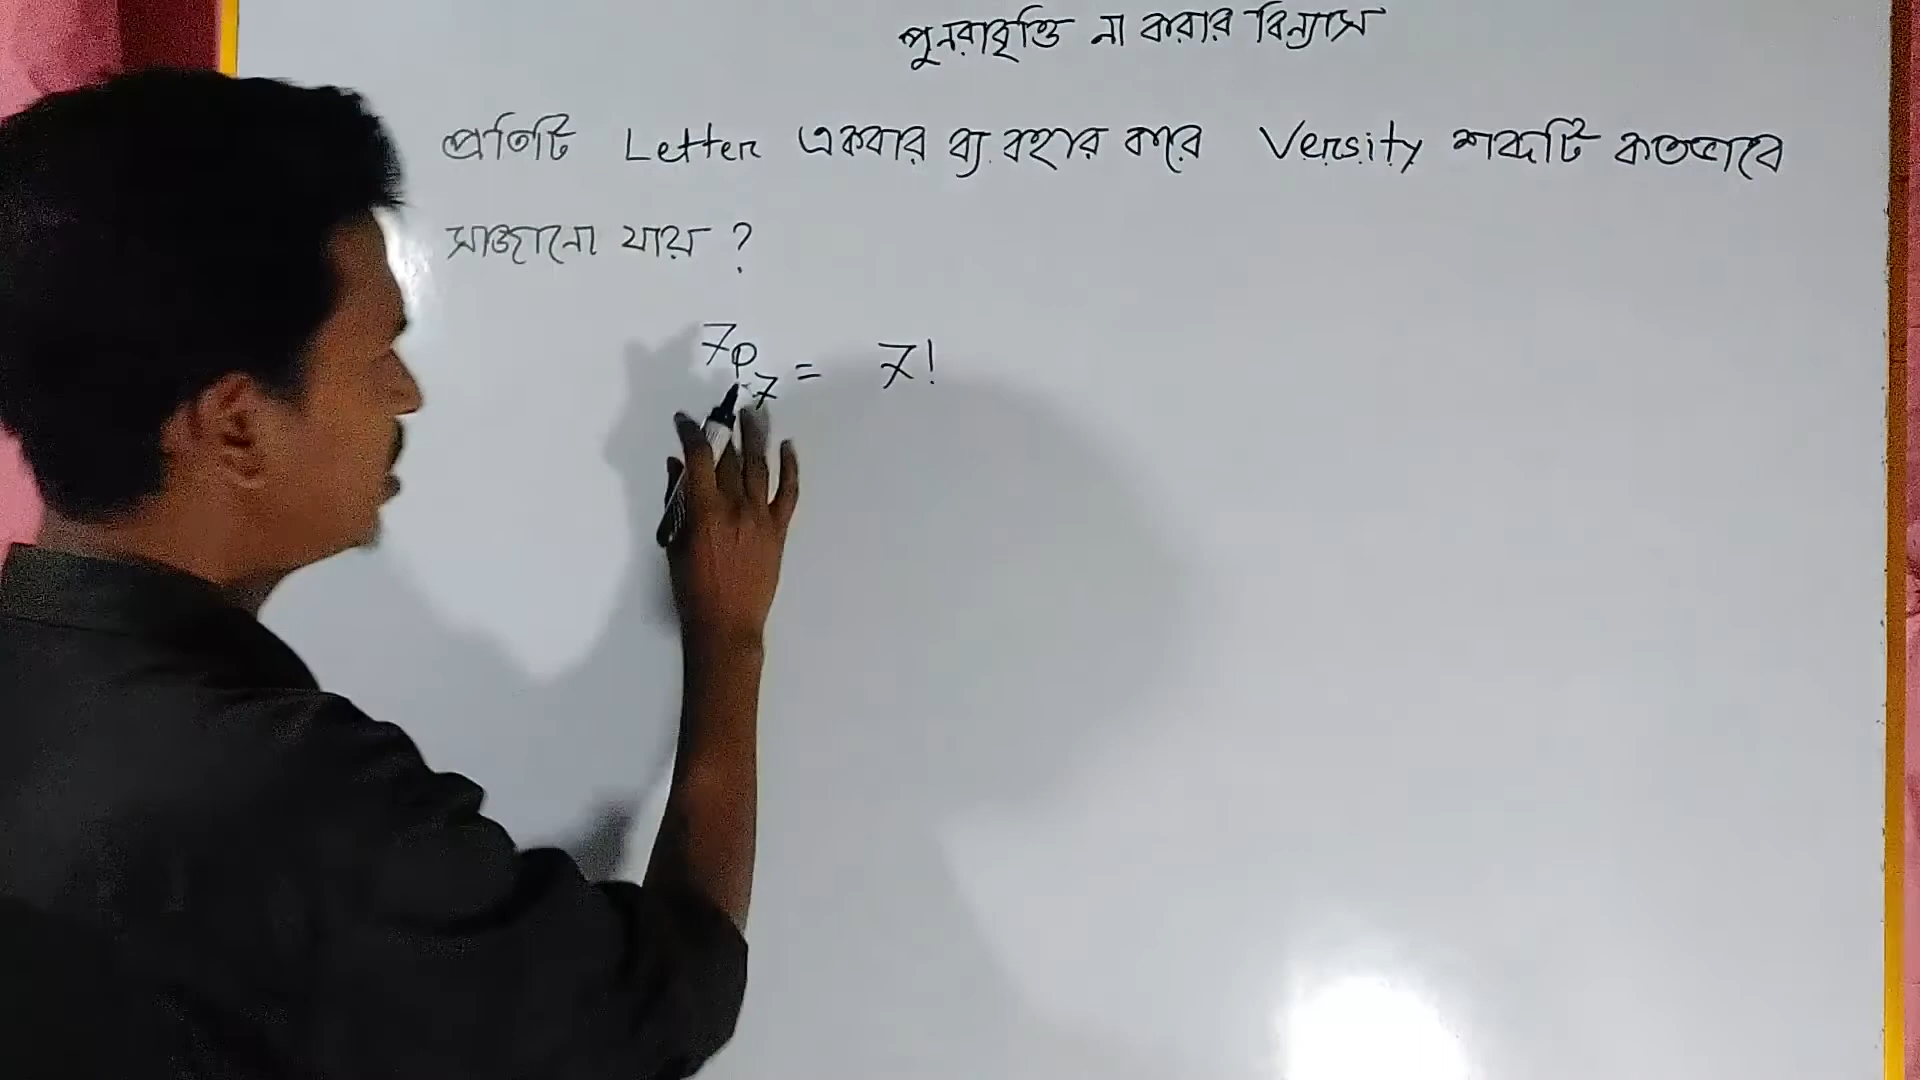 পুনরাবৃত্তি না করার বিন্যাস
প্রতিটি Letter একবার ব্যবহার করে Versity শব্দটি কতভাবে
সাজানো যায় ?
⁷P₇ = 7!